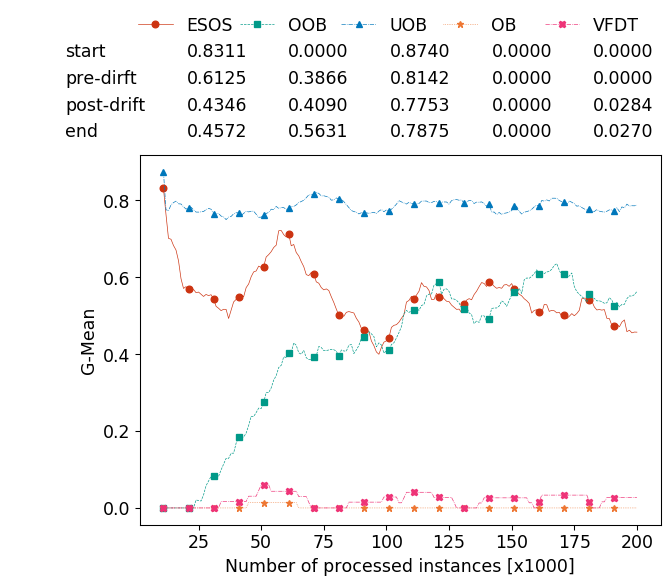 ESOS OOB UOB OB VFDT
start 0.8311 0.0000 0.8740 0.0000 0.0000
pre-dirft 0.6125 0.3866 0.8142 0.0000 0.0000
post-drift 0.4346 0.4090 0.7753 0.0000 0.0284
end 0.4572 0.5631 0.7875 0.0000 0.0270
0.8
0.6
0.4
0.2
0.0
G-Mean
25 50 75 100 125 150 175 200
Number of processed instances [x1000]